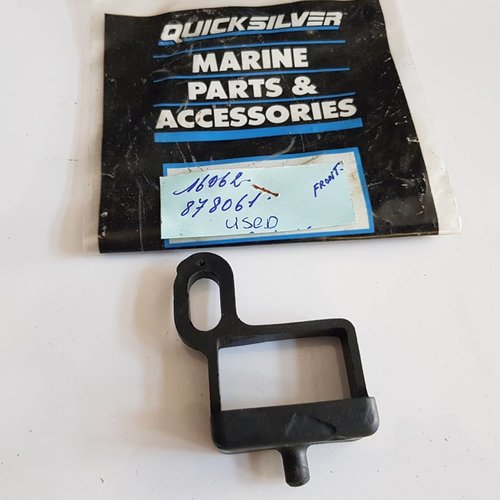 QUICKSILVER
MARINE
PARTS &
ACCESSORIES
16062
FRONT.
878061.
USED